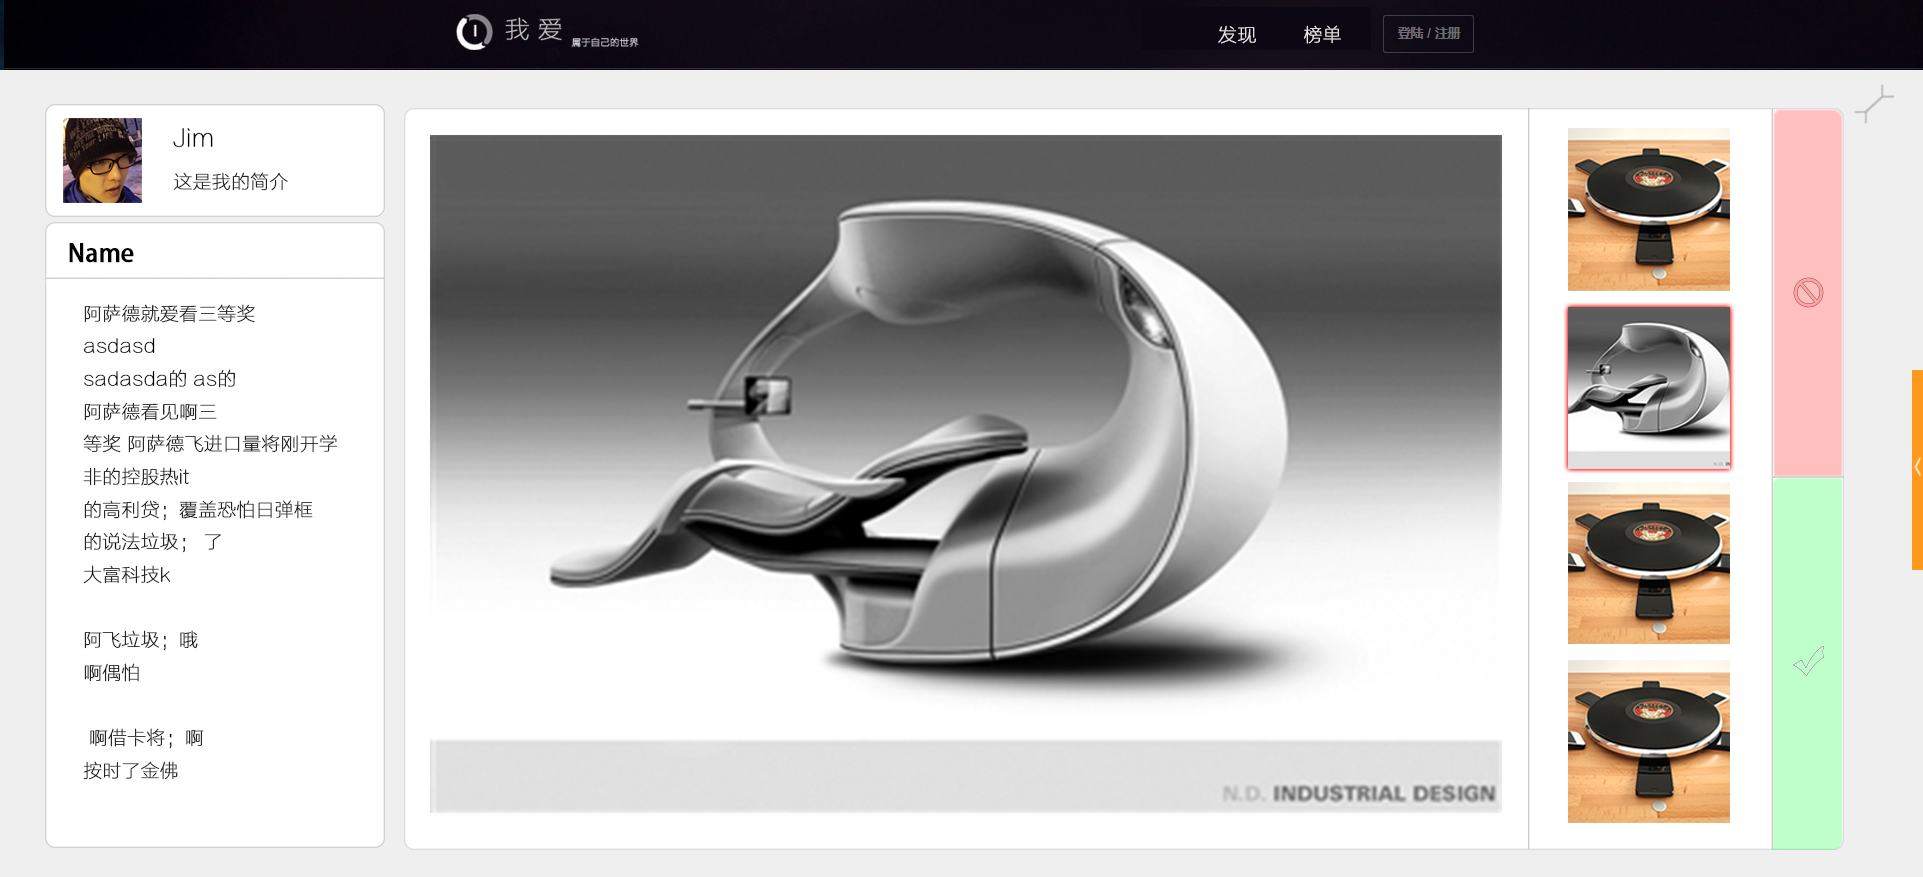 我 爱
属于自己的世界
发现
榜单
登陆 / 注册
Jim
这是我的简介
Name
阿萨德就爱看三等奖
asdasd
sadasda的 as的
阿萨德看见啊三
等奖 阿萨德飞进口量将刚开学
非的控股热it
的高利贷；覆盖恐怕日弹框
的说法垃圾； 了
大富科技k
阿飞垃圾；哦
啊偶怕
啊借卡将；啊
按时了金佛
N.D. INDUSTRIAL DESIGN